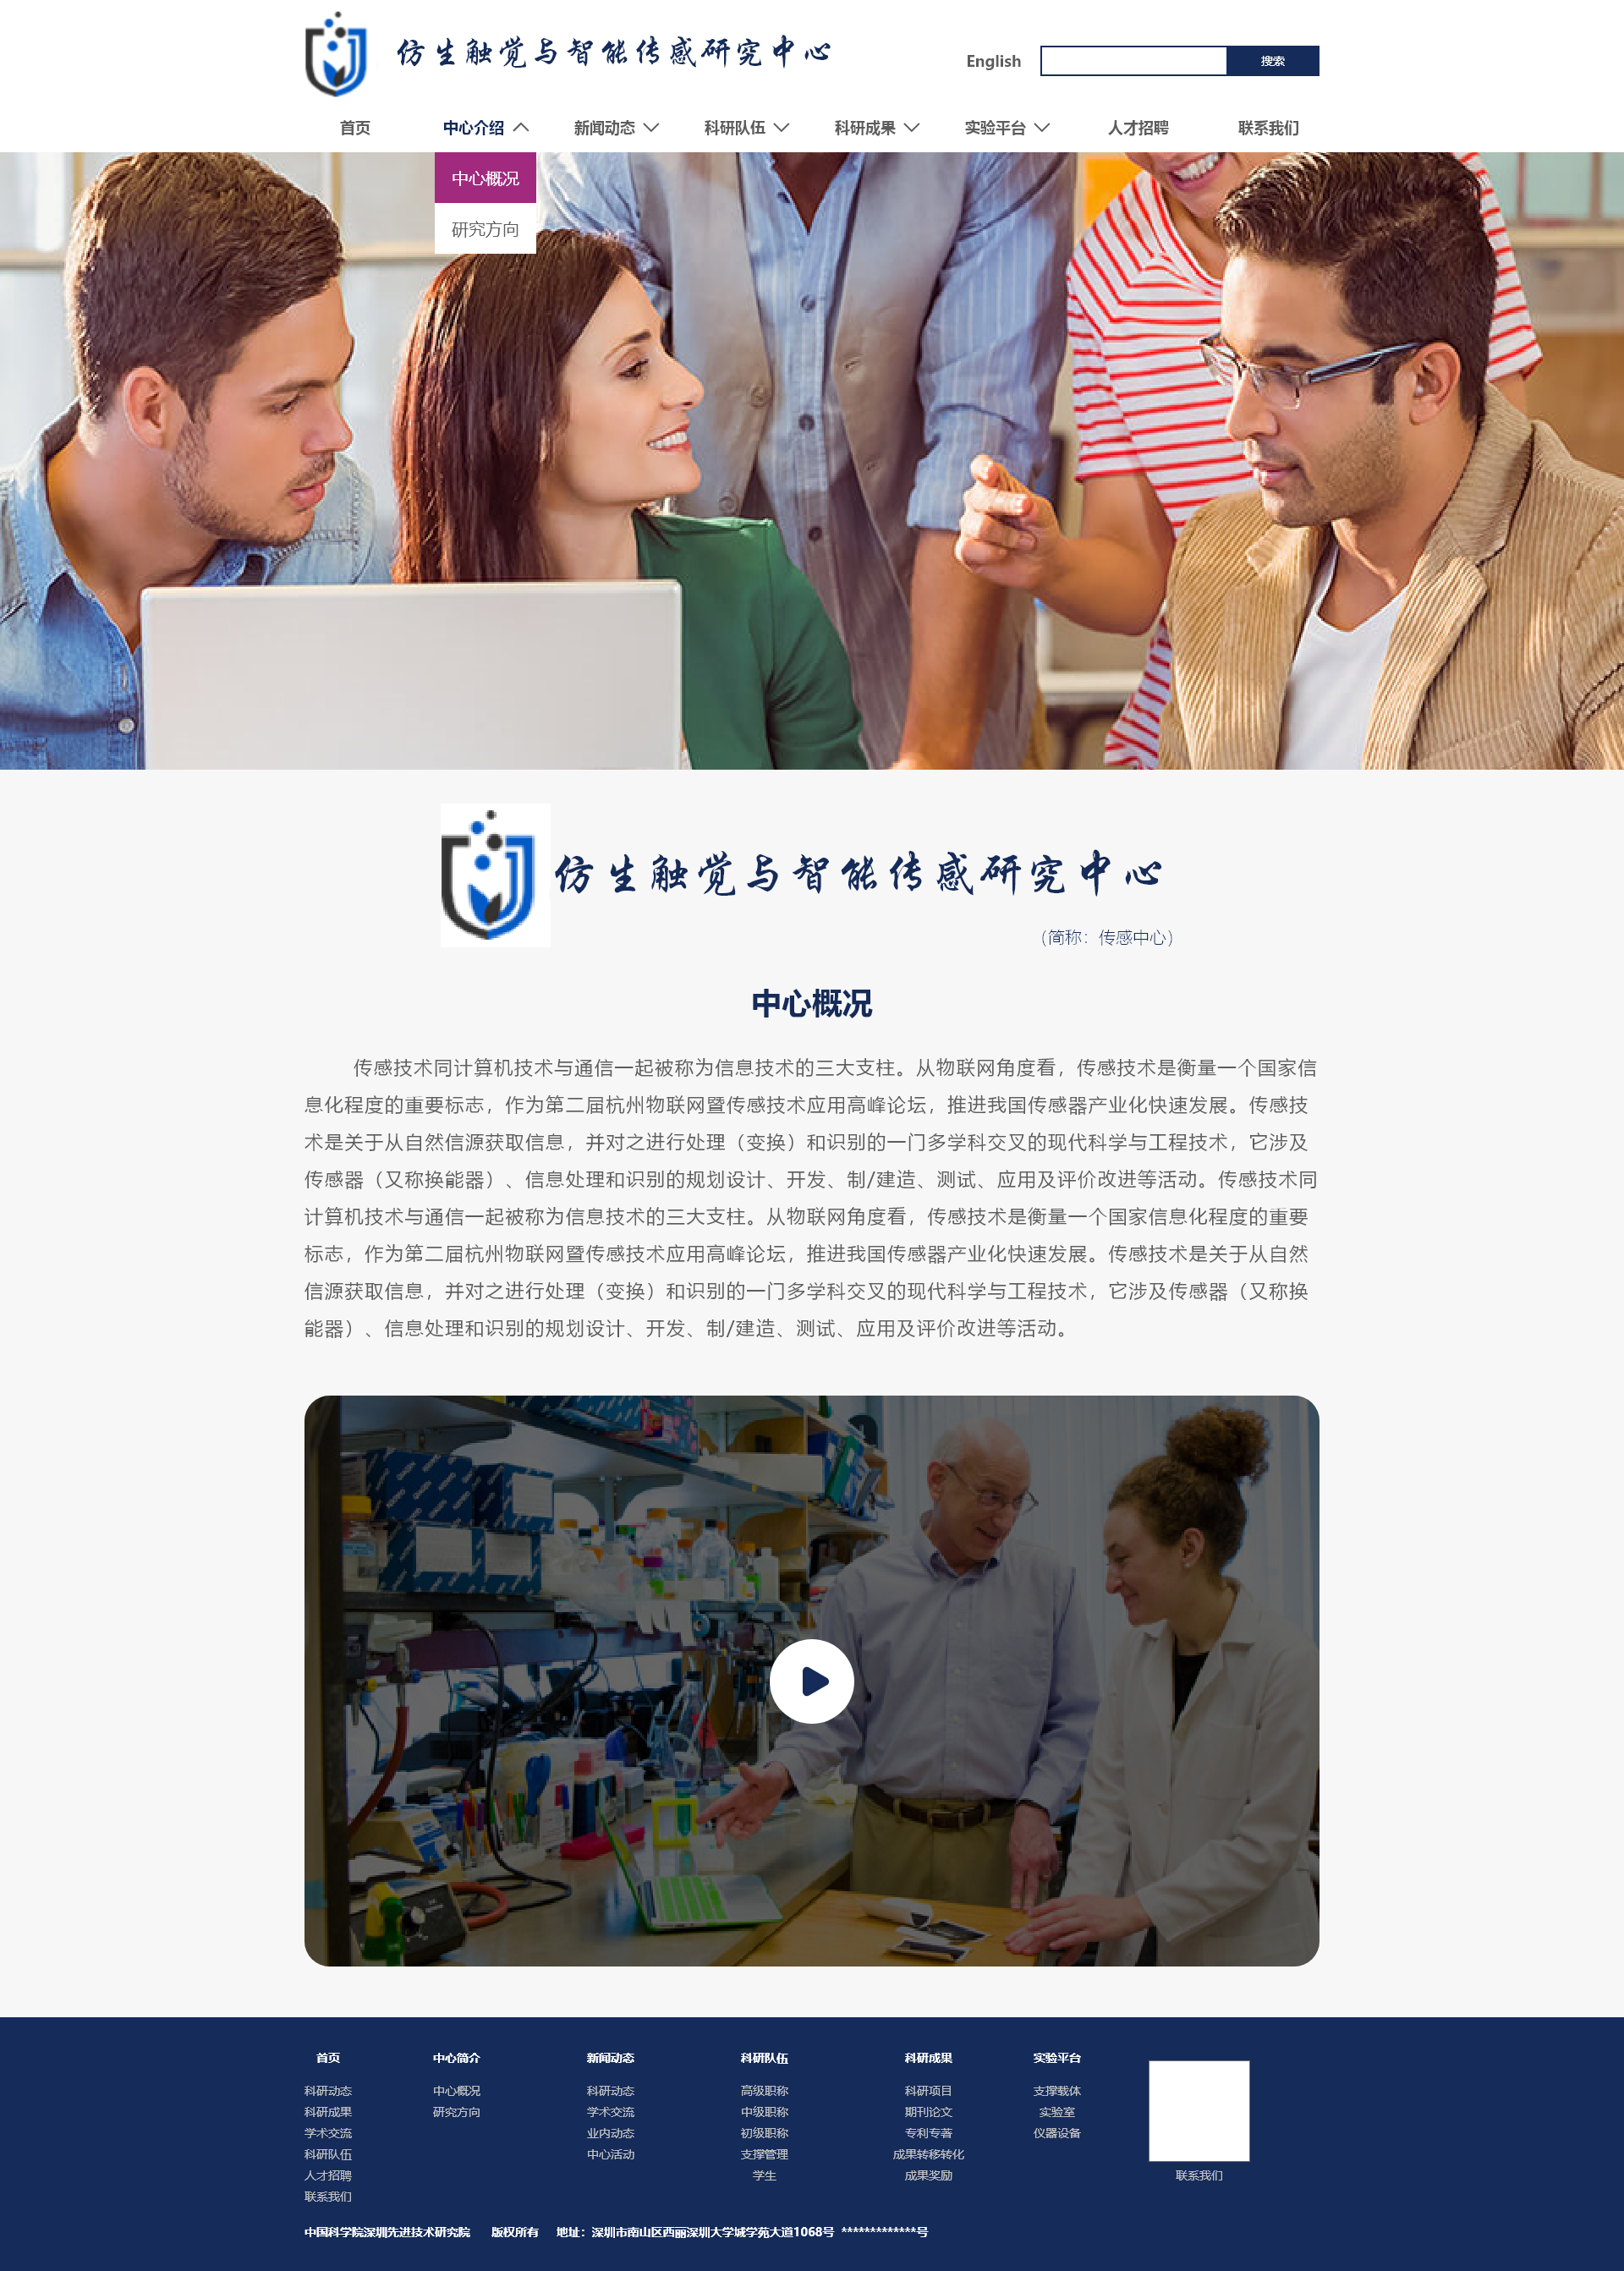 仿生触觉与智能传感研究中心
English
搜索
首页
中心介绍
新闻动态
科研队伍
科研成果
实验平台
人才招聘
联系我们
中心概况
研究方向
仿生触觉与智能传感研究中心
（简称：传感中心）
中心概况
传感技术同计算机技术与通信一起被称为信息技术的三大支柱。从物联网角度看，传感技术是衡量一个国家信
息化程度的重要标志，作为第二届杭州物联网暨传感技术应用高峰论坛，推进我国传感器产业化快速发展。传感技
术是关于从自然信源获取信息，并对之进行处理（变换）和识别的一门多学科交叉的现代科学与工程技术，它涉及
传感器（又称换能器）、信息处理和识别的规划设计、开发、制/建造、测试、应用及评价改进等活动。传感技术同
计算机技术与通信一起被称为信息技术的三大支柱。从物联网角度看，传感技术是衡量一个国家信息化程度的重要
标志，作为第二届杭州物联网暨传感技术应用高峰论坛，推进我国传感器产业化快速发展。传感技术是关于从自然
信源获取信息，并对之进行处理（变换）和识别的一门多学科交叉的现代科学与工程技术，它涉及传感器（又称换
能器）、信息处理和识别的规划设计、开发、制/建造、测试、应用及评价改进等活动。
首页
科研动态
科研成果
学术交流
科研队伍
人才招聘
联系我们
中心简介
中心概况
研究方向
新闻动态
科研动态
学术交流
业内动态
中心活动
科研队伍
高级职称
中级职称
初级职称
支撑管理
学生
科研成果
科研项目
期刊论文
专利专著
成果转移转化
成果奖励
实验平台
支撑载体
实验室
仪器设备
联系我们
中国科学院深圳先进技术研究院 版权所有 地址：深圳市南山区西丽深圳大学城学苑大道1068号 *************号